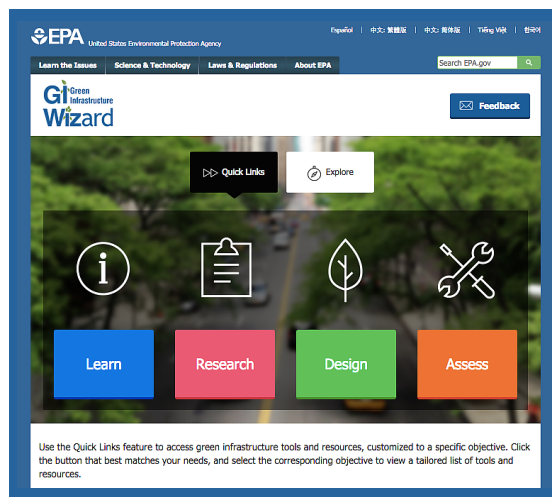 Español | 中文: 繁體版 | 中文: 简体版 | Tiếng Việt | 한국어
EPA United States Environmental Protection Agency
Learn the Issues Science & Technology Laws & Regulations About EPA Search EPA.gov
Gi Green Infrastructure
Wizard
Feedback
Quick Links Explore
Learn Research Design Assess
Use the Quick Links feature to access green infrastructure tools and resources, customized to a specific objective. Click
the button that best matches your needs, and select the corresponding objective to view a tailored list of tools and
resources.